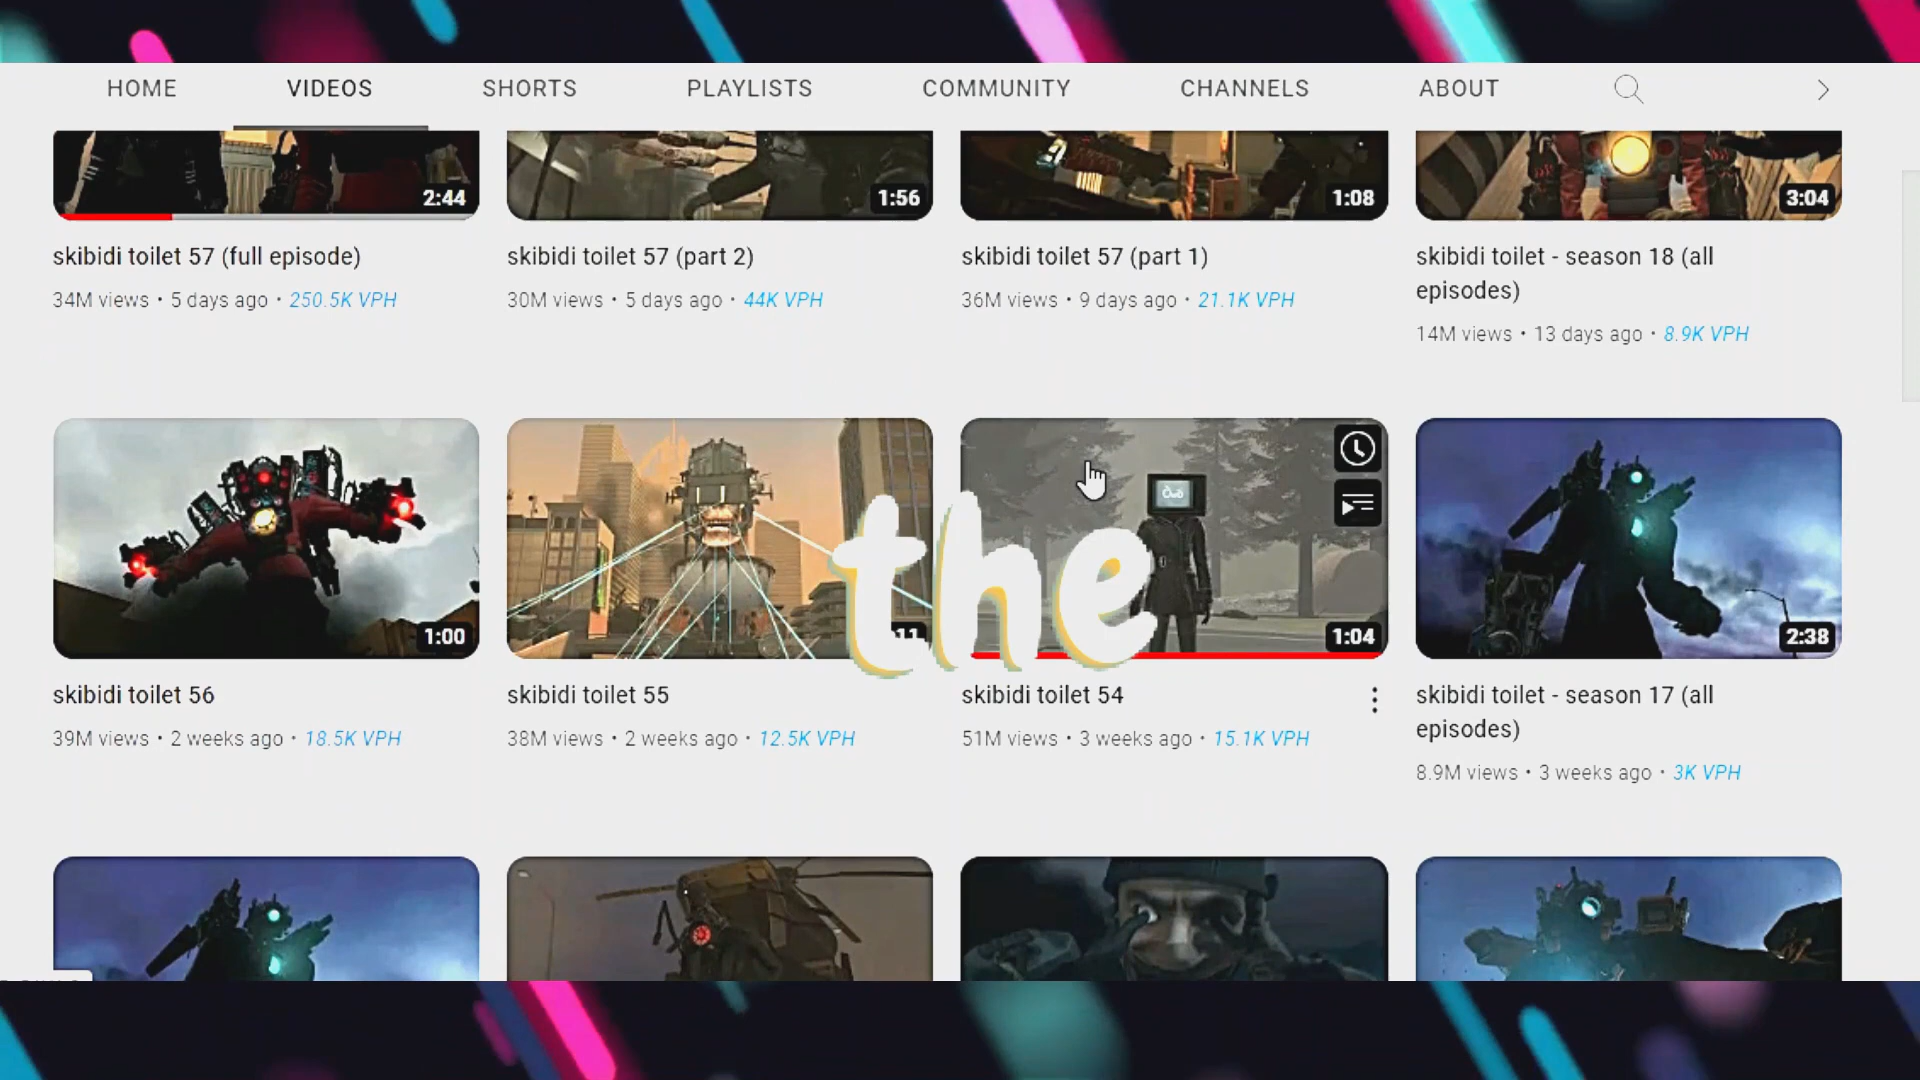 HOME VIDEOS SHORTS PLAYLISTS COMMUNITY CHANNELS ABOUT
2:44 1:56 1:08 3:04
skibidi toilet 57 (full episode)
34M views • 5 days ago • 250.5K VPH
skibidi toilet 57 (part 2)
30M views • 5 days ago • 44K VPH
skibidi toilet 57 (part 1)
36M views • 9 days ago • 21.1K VPH
skibidi toilet - season 18 (all
episodes)
14M views • 13 days ago • 8.9K VPH
the
1:00 1:04 2:38
skibidi toilet 56
39M views • 2 weeks ago • 18.5K VPH
skibidi toilet 55
38M views • 2 weeks ago • 12.5K VPH
skibidi toilet 54
51M views • 3 weeks ago • 15.1K VPH
skibidi toilet - season 17 (all
episodes)
8.9M views • 3 weeks ago • 3K VPH